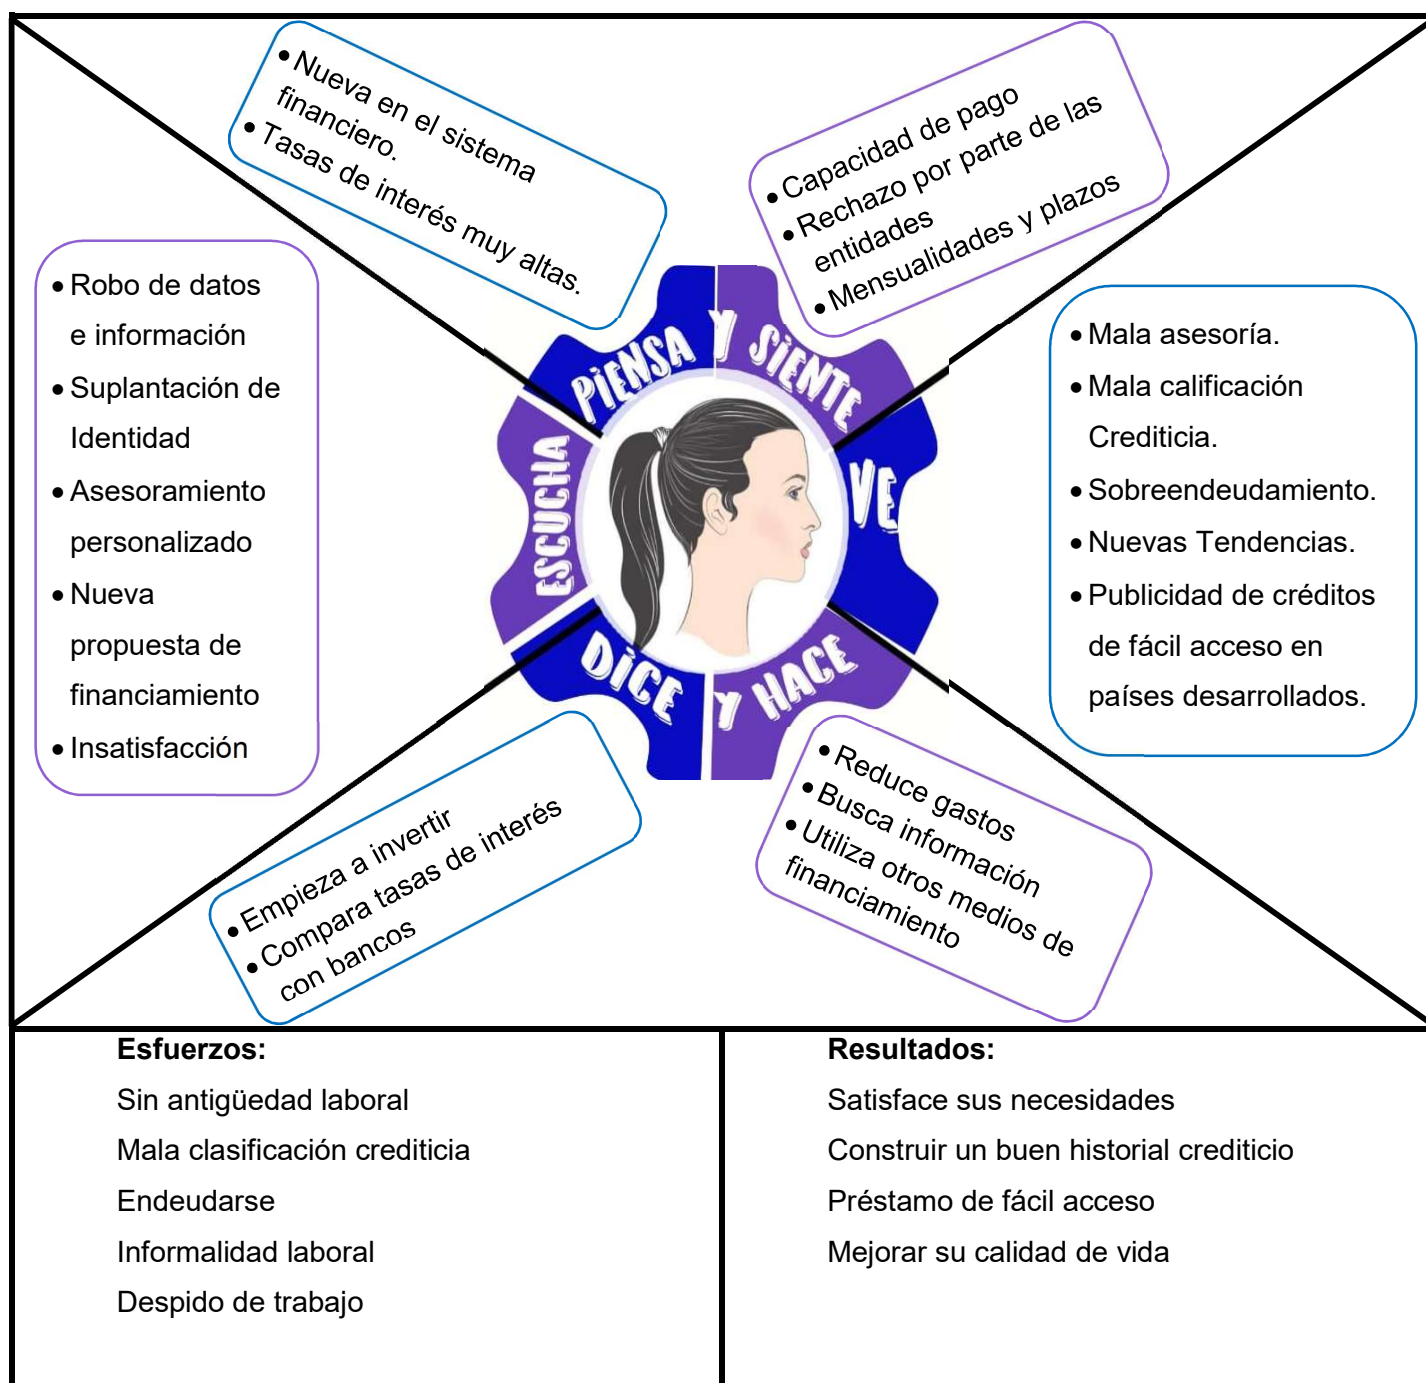 • Nueva en el sistema
financiero.
• Tasas de interés muy altas.
• Capacidad de pago
• Rechazo por parte de las
entidades
• Mensualidades y plazos
• Robo de datos
e información
• Suplantación de
Identidad
• Asesoramiento
personalizado
• Nueva
propuesta de
financiamiento
• Insatisfacción
PIENSA Y SIENTE
ESCUCHA
VE
DICE Y HACE
• Mala asesoría.
• Mala calificación
Crediticia.
• Sobreendeudamiento.
• Nuevas Tendencias.
• Publicidad de créditos
de fácil acceso en
países desarrollados.
• Empieza a invertir
• Compara tasas de interés
con bancos
• Reduce gastos
• Busca información
• Utiliza otros medios de
financiamiento
Esfuerzos:
Sin antigüedad laboral
Mala clasificación crediticia
Endeudarse
Informalidad laboral
Despido de trabajo
Resultados:
Satisface sus necesidades
Construir un buen historial crediticio
Préstamo de fácil acceso
Mejorar su calidad de vida